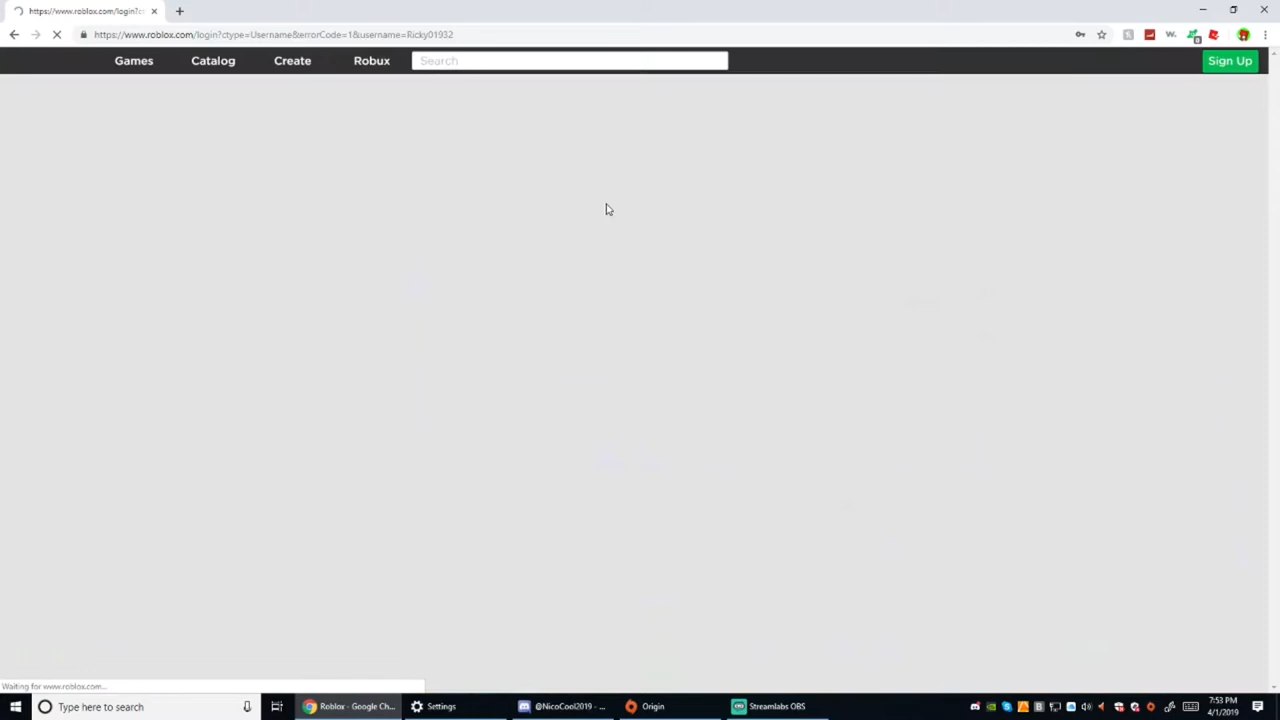 https://www.roblox.com/login?ct
https://www.roblox.com/login?ctype=Username&errorCode=1&username=Ricky01932
Games Catalog Create Robux Search Sign Up
Waiting for www.roblox.com...
Type here to search Roblox - Google Ch... Settings @NicoCool2019 - ... Origin Streamlabs OBS
7:53 PM
4/1/2019